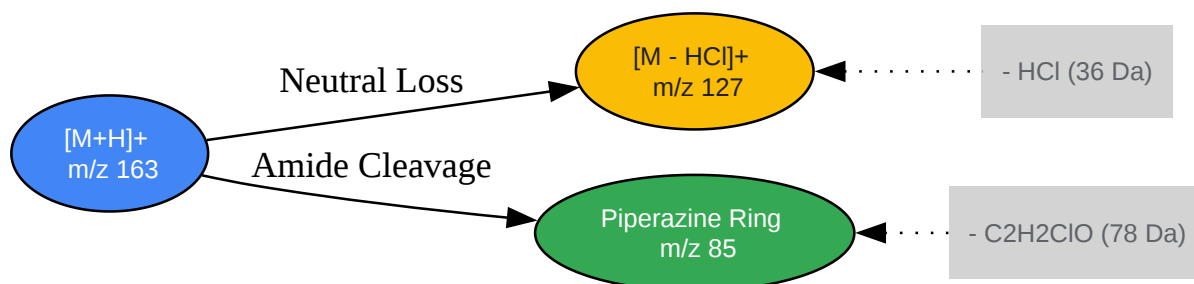 [M - HCl]+
m/z 127
- HCl (36 Da)
Neutral Loss
[M+H]+
m/z 163
Amide Cleavage
Piperazine Ring
m/z 85
- C2H2ClO (78 Da)